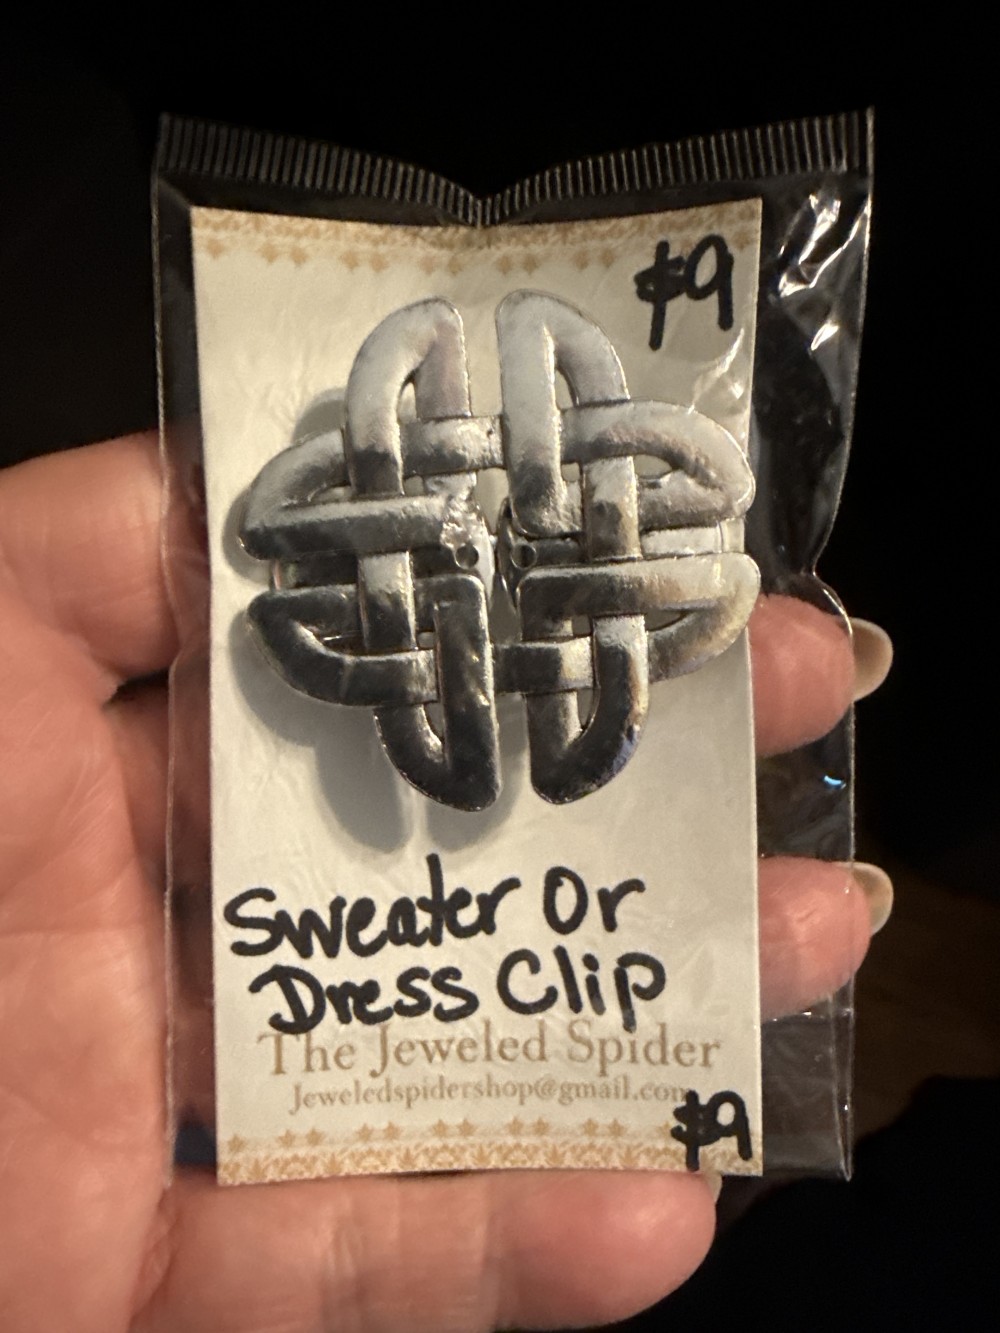 $9
Sweater Or
Dress Clip
The Jeweled Spider
Jeweledspidershop@gmail.com
$9